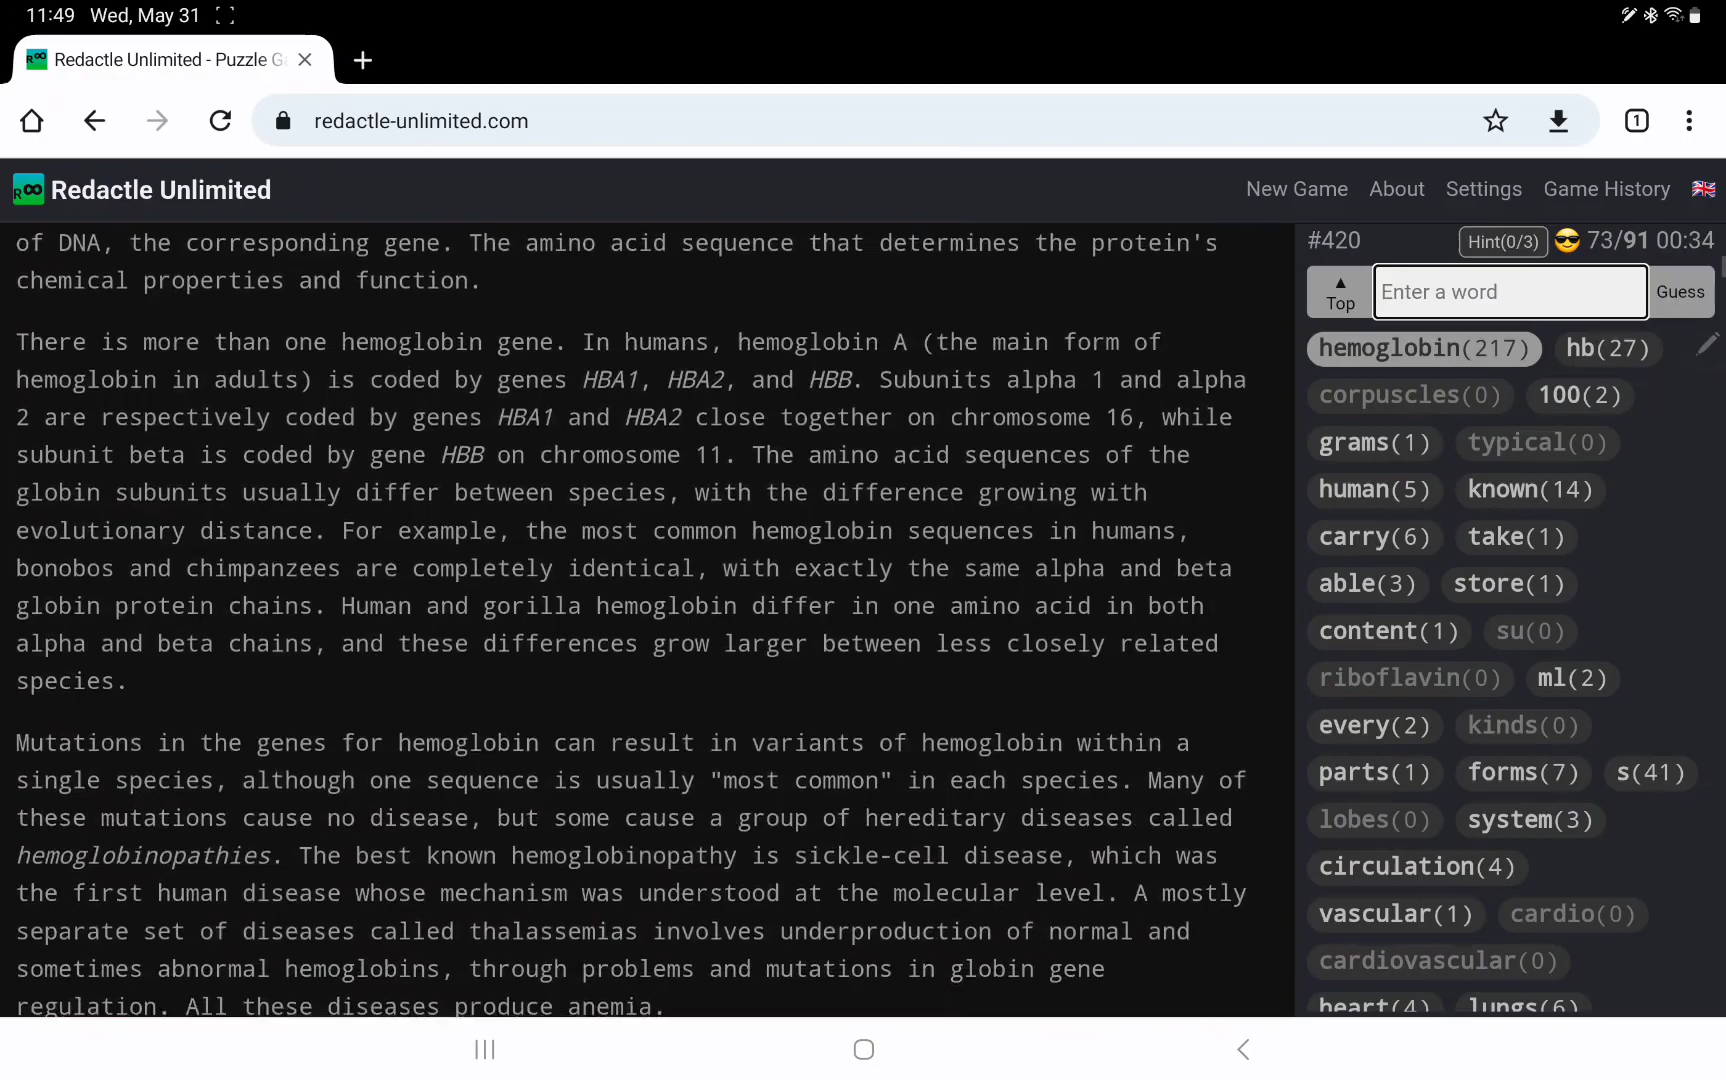 11:49 Wed, May 31
Redactle Unlimited - Puzzle G
redactle-unlimited.com
1
R∞ Redactle Unlimited
New Game About Settings Game History
of DNA, the corresponding gene. The amino acid sequence that determines the protein's
chemical properties and function.
There is more than one hemoglobin gene. In humans, hemoglobin A (the main form of
hemoglobin in adults) is coded by genes HBA1, HBA2, and HBB. Subunits alpha 1 and alpha
2 are respectively coded by genes HBA1 and HBA2 close together on chromosome 16, while
subunit beta is coded by gene HBB on chromosome 11. The amino acid sequences of the
globin subunits usually differ between species, with the difference growing with
evolutionary distance. For example, the most common hemoglobin sequences in humans,
bonobos and chimpanzees are completely identical, with exactly the same alpha and beta
globin protein chains. Human and gorilla hemoglobin differ in one amino acid in both
alpha and beta chains, and these differences grow larger between less closely related
species.
Mutations in the genes for hemoglobin can result in variants of hemoglobin within a
single species, although one sequence is usually "most common" in each species. Many of
these mutations cause no disease, but some cause a group of hereditary diseases called
hemoglobinopathies. The best known hemoglobinopathy is sickle-cell disease, which was
the first human disease whose mechanism was understood at the molecular level. A mostly
separate set of diseases called thalassemias involves underproduction of normal and
sometimes abnormal hemoglobins, through problems and mutations in globin gene
regulation. All these diseases produce anemia.
#420 Hint(0/3) 😎 73/91 00:34
▲ Top Enter a word Guess
hemoglobin(217) hb(27)
corpuscles(0) 100(2)
grams(1) typical(0)
human(5) known(14)
carry(6) take(1)
able(3) store(1)
content(1) su(0)
riboflavin(0) ml(2)
every(2) kinds(0)
parts(1) forms(7) s(41)
lobes(0) system(3)
circulation(4)
vascular(1) cardio(0)
cardiovascular(0)
heart(4) lungs(6)